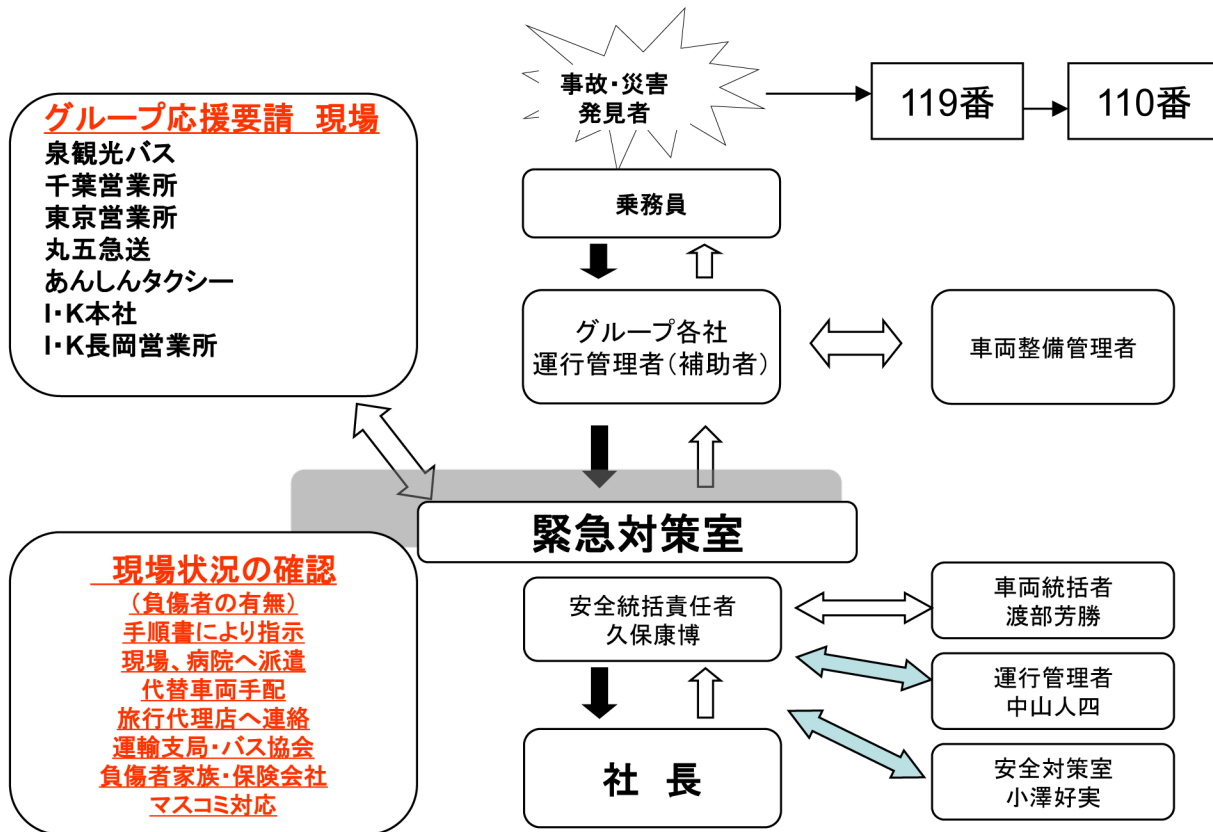 事故・災害
発見者
119番
110番
グループ応援要請 現場
泉観光バス
千葉営業所
東京営業所
丸五急送
あんしんタクシー
I・K本社
I・K長岡営業所
乗務員
グループ各社
運行管理者(補助者)
車両整備管理者
緊急対策室
現場状況の確認
(負傷者の有無)
手順書により指示
現場、病院へ派遣
代替車両手配
旅行代理店へ連絡
運輸支局・バス協会
負傷者家族・保険会社
マスコミ対応
安全統括責任者
久保康博
車両統括者
渡部芳勝
運行管理者
中山人四
社 長
安全対策室
小澤好実